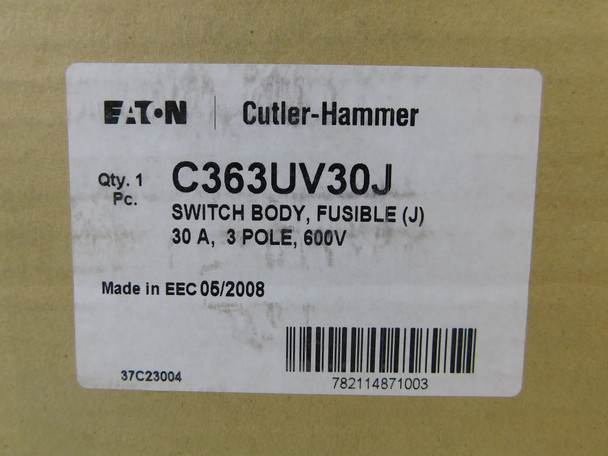 EATON | Cutler-Hammer
Qty. 1 Pc.
C363UV30J
SWITCH BODY, FUSIBLE (J)
30 A, 3 POLE, 600V
Made in EEC 05/2008
37C23004
782114871003